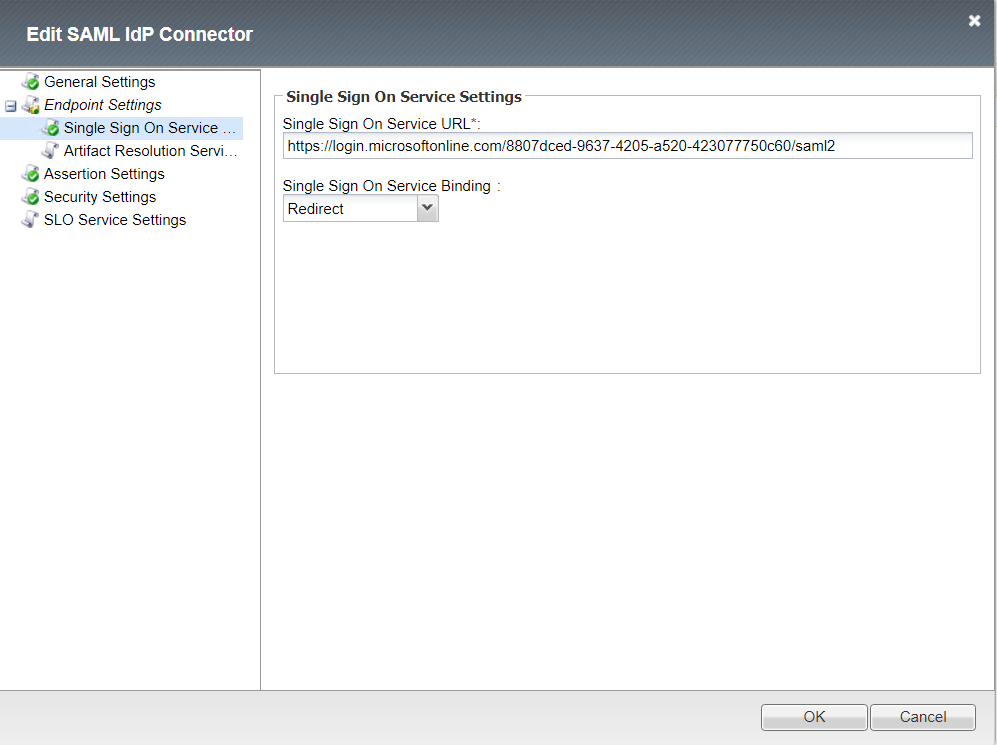 Edit SAML IdP Connector
General Settings
Endpoint Settings
Single Sign On Service ...
Artifact Resolution Servi...
Assertion Settings
Security Settings
SLO Service Settings
Single Sign On Service Settings
Single Sign On Service URL*:
https://login.microsoftonline.com/8807dced-9637-4205-a520-423077750c60/saml2
Single Sign On Service Binding :
Redirect
OK
Cancel